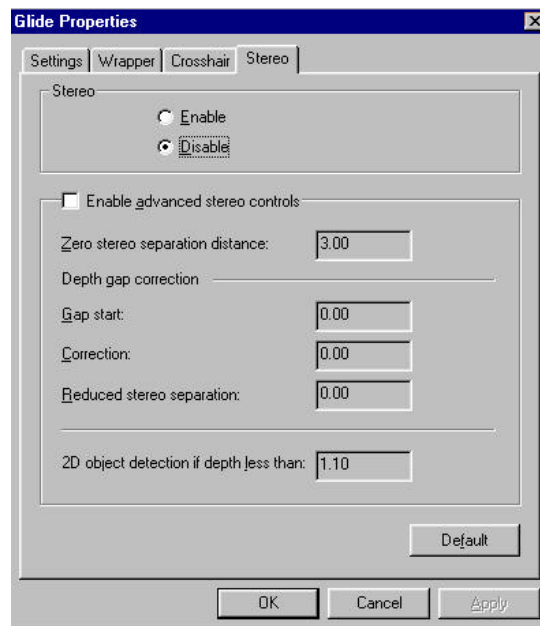 Glide Properties
Settings Wrapper Crosshair Stereo
Stereo
Enable
Disable
Enable advanced stereo controls
Zero stereo separation distance: 3.00
Depth gap correction
Gap start: 0.00
Correction: 0.00
Reduced stereo separation: 0.00
2D object detection if depth less than: 1.10
Default
OK Cancel Apply